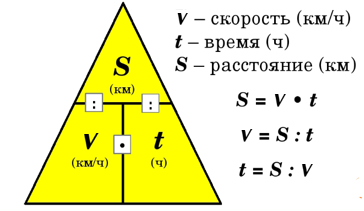 S
(км)
: :
v • t
(км/ч) (ч)
v – скорость (км/ч)
t – время (ч)
S – расстояние (км)
S = v • t
v = S : t
t = S : v